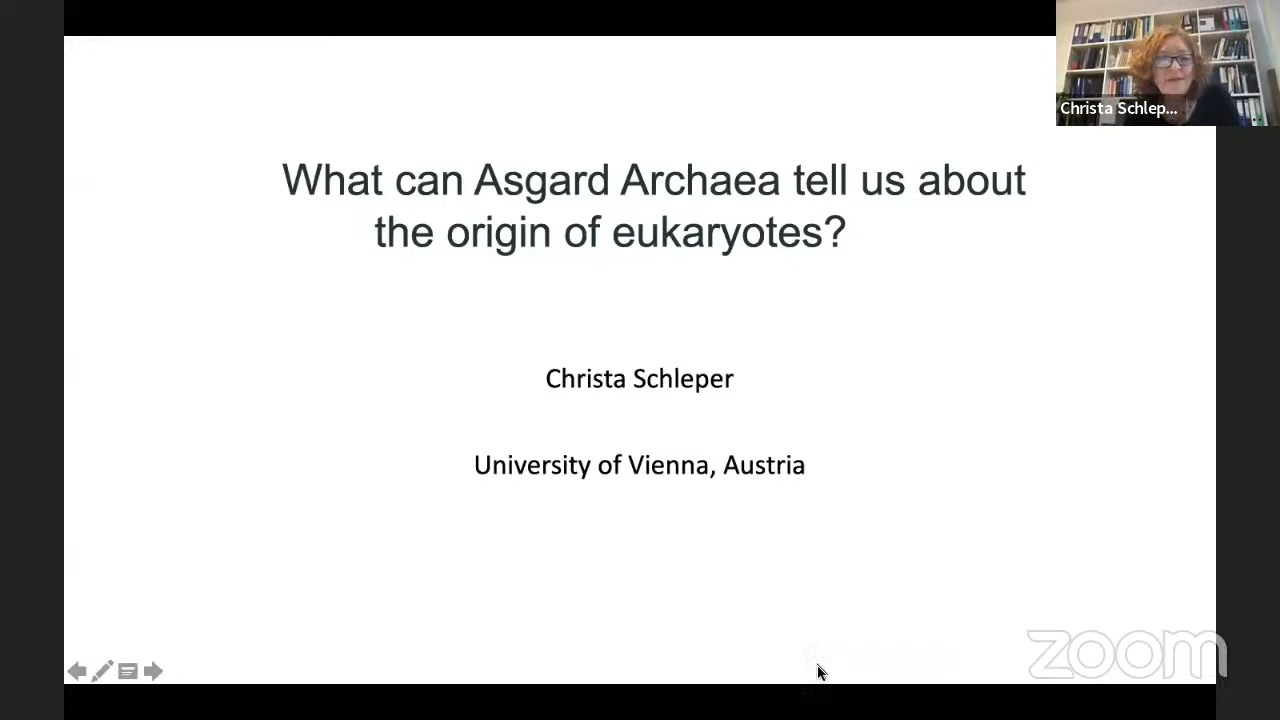 Christa Schlep...
What can Asgard Archaea tell us about
the origin of eukaryotes?
Christa Schleper
University of Vienna, Austria
zoom